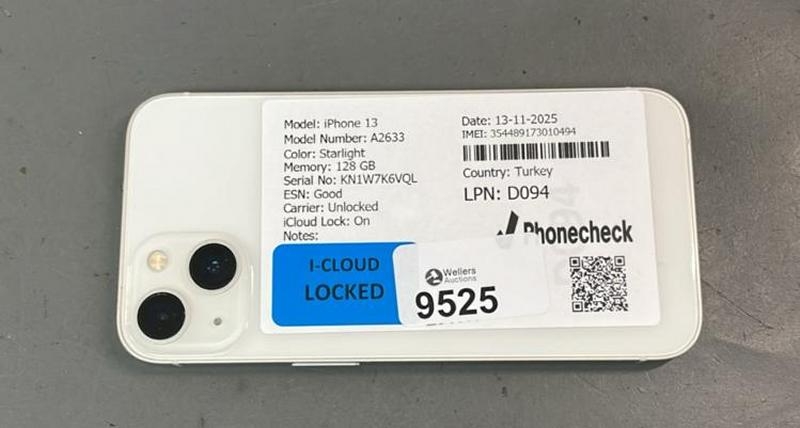 Model: iPhone 13
Model Number: A2633
Color: Starlight
Memory: 128 GB
Serial No: KN1W7K6VQL
ESN: Good
Carrier: Unlocked
iCloud Lock: On
Notes:
Date: 13-11-2025
IMEI: 354489173010494
Country: Turkey
LPN: D094
Phonecheck
I-CLOUD
LOCKED
Wellers
Auctions
9525